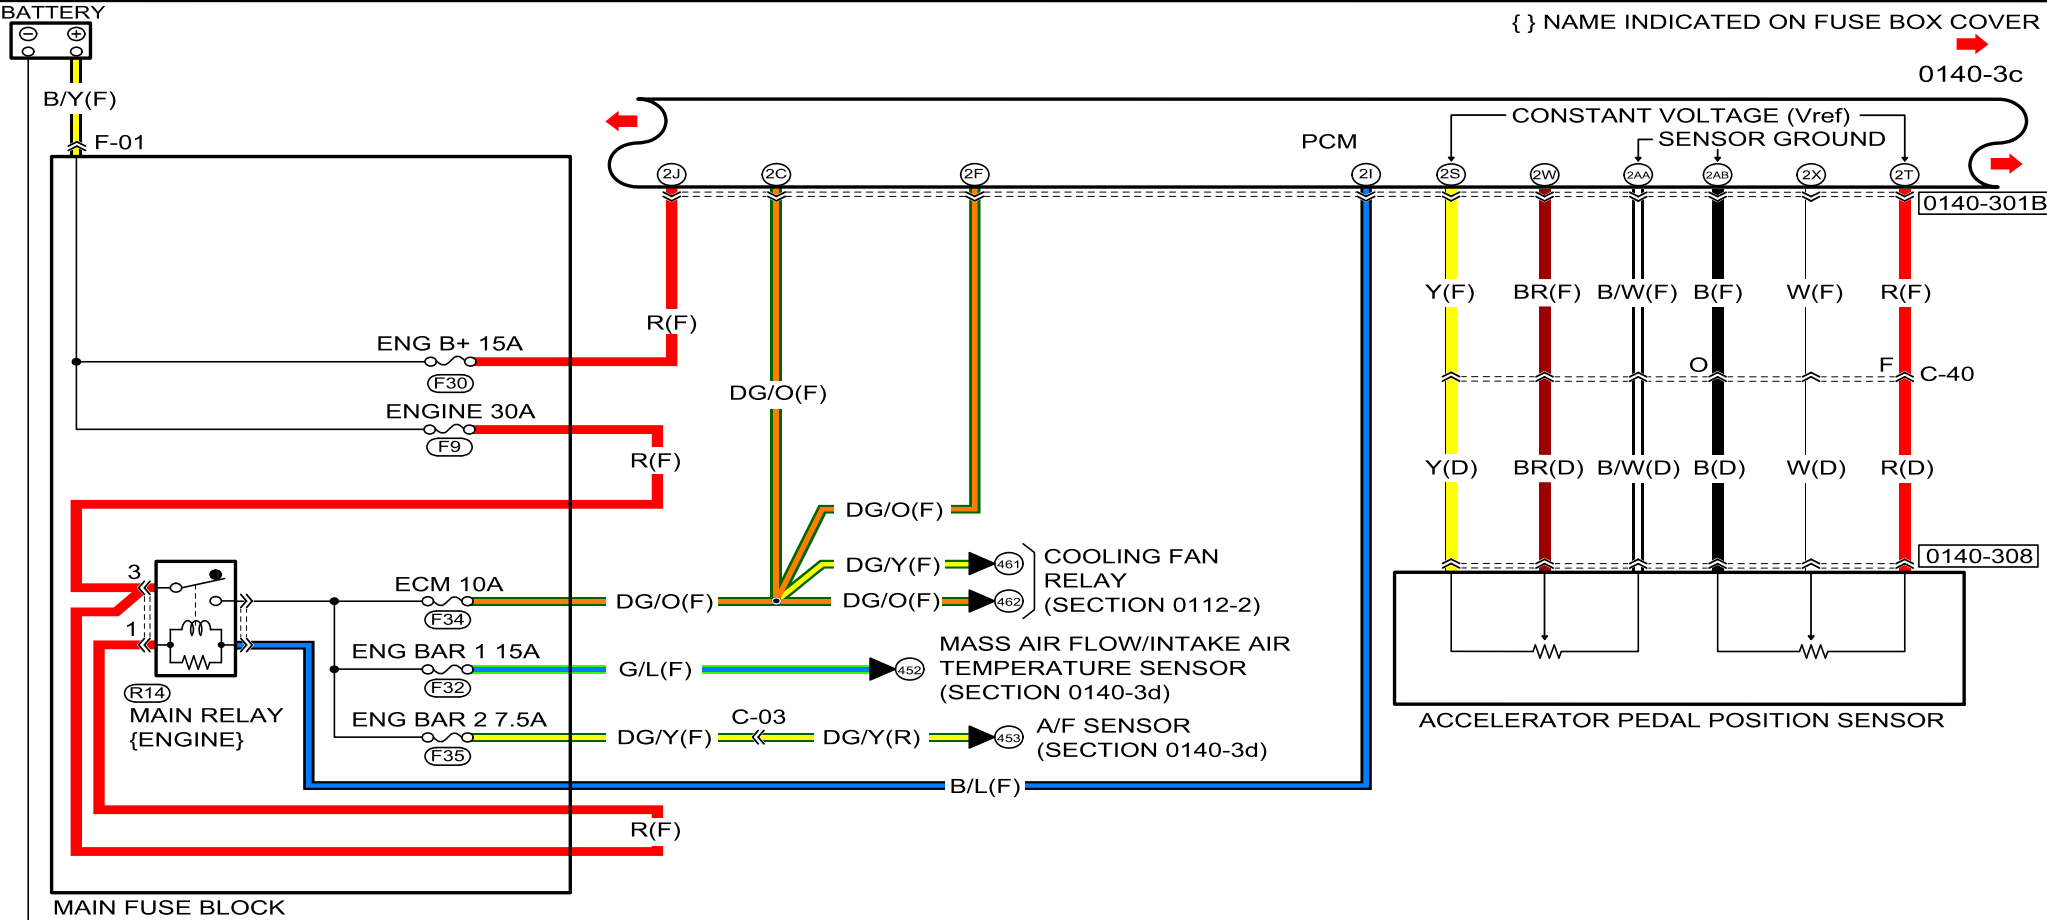 BATTERY
{ } NAME INDICATED ON FUSE BOX COVER
0140-3c
B/Y(F)
F-01
CONSTANT VOLTAGE (Vref)
PCM
SENSOR GROUND
2J
2C
2F
2I
2S
2W
2AA
2AB
2X
2T
0140-301B
Y(F)
BR(F)
B/W(F)
B(F)
W(F)
R(F)
R(F)
ENG B+ 15A
F30
O
F
C-40
DG/O(F)
ENGINE 30A
F9
R(F)
Y(D)
BR(D)
B/W(D)
B(D)
W(D)
R(D)
DG/O(F)
0140-308
3
DG/Y(F)
461
COOLING FAN
RELAY
(SECTION 0112-2)
ECM 10A
F34
DG/O(F)
DG/O(F)
462
1
ENG BAR 1 15A
F32
G/L(F)
452
MASS AIR FLOW/INTAKE AIR
TEMPERATURE SENSOR
(SECTION 0140-3d)
R14
MAIN RELAY
{ENGINE}
ENG BAR 2 7.5A
F35
DG/Y(F)
C-03
DG/Y(R)
453
A/F SENSOR
(SECTION 0140-3d)
ACCELERATOR PEDAL POSITION SENSOR
B/L(F)
R(F)
MAIN FUSE BLOCK